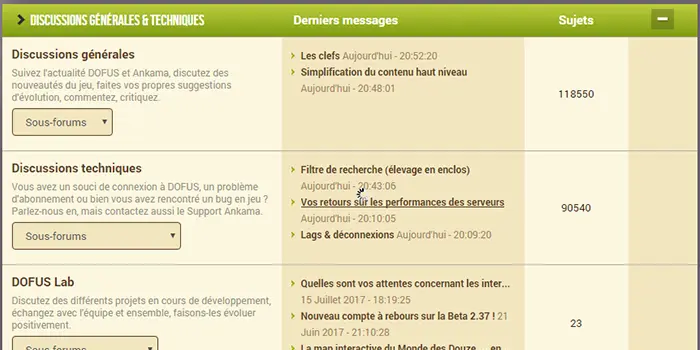 DISCUSSIONS GÉNÉRALES & TECHNIQUES
Derniers messages
Sujets
Discussions générales
Suivez l'actualité DOFUS et Ankama, discutez des
nouveautés du jeu, faites vos propres suggestions
d'évolution, commentez, critiquez.
Sous-forums
Les clefs Aujourd'hui - 20:52:20
Simplification du contenu haut niveau
Aujourd'hui - 20:48:01
118550
Discussions techniques
Vous avez un souci de connexion à DOFUS, un problème
d'abonnement ou bien vous avez rencontré un bug en jeu ?
Parlez-nous en, mais contactez aussi le Support Ankama.
Sous-forums
Filtre de recherche (élevage en enclos)
Aujourd'hui - 20:43:06
Vos retours sur les performances des serveurs
Aujourd'hui - 20:10:05
Lags & déconnexions Aujourd'hui - 20:09:20
90540
DOFUS Lab
Discutez des différents projets en cours de développement,
échangez avec l'équipe et ensemble, faisons-les évoluer
positivement.
Sous-forums
Quelles sont vos attentes concernant les inter...
15 Juillet 2017 - 18:19:25
Nouveau compte à rebours sur la Beta 2.37 ! 21
Juin 2017 - 21:10:28
La map interactive du Monde des Douze ... en
23